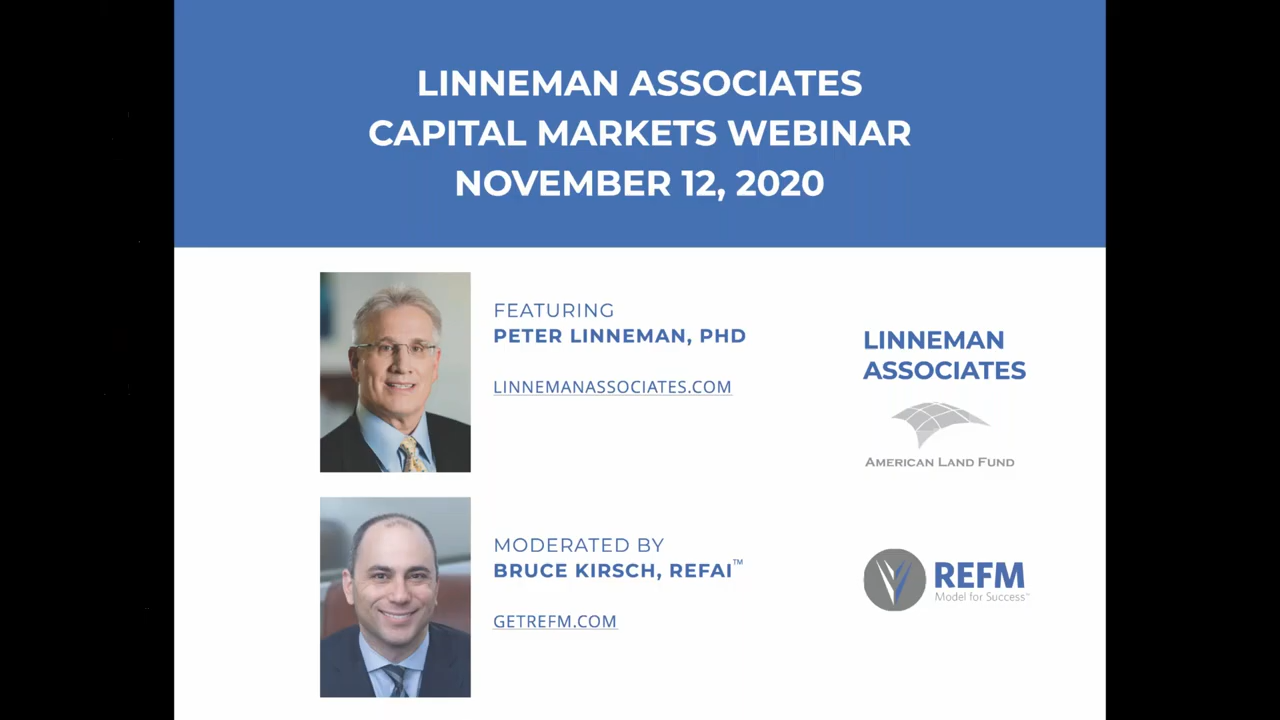 LINNEMAN ASSOCIATES
CAPITAL MARKETS WEBINAR
NOVEMBER 12, 2020
FEATURING
PETER LINNEMAN, PHD
LINNEMANASSOCIATES.COM
LINNEMAN
ASSOCIATES
AMERICAN LAND FUND
MODERATED BY
BRUCE KIRSCH, REFAI™
GETREFM.COM
REFM
Model for Success™